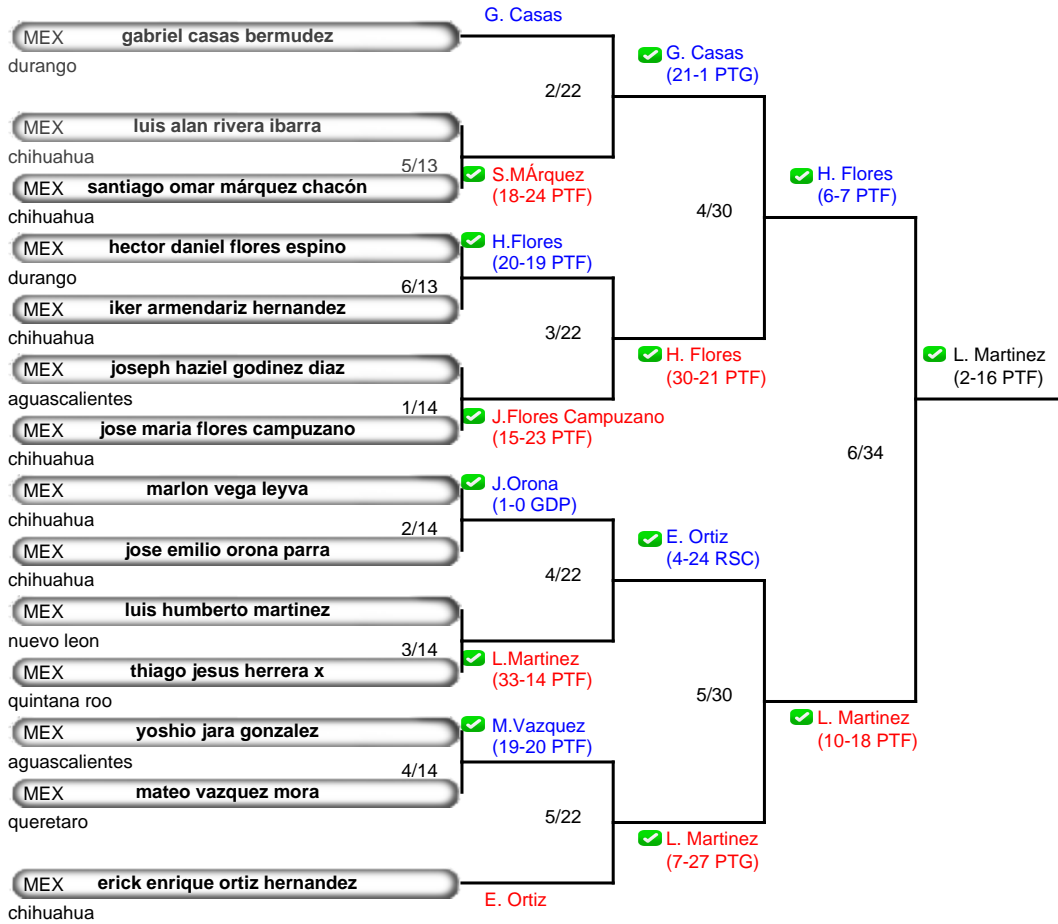 G. Casas
MEX gabriel casas bermudez
durango
G. Casas
(21-1 PTG)
2/22
MEX luis alan rivera ibarra
chihuahua
5/13
S.MÁrquez
(18-24 PTF)
H. Flores
(6-7 PTF)
MEX santiago omar márquez chacón
chihuahua
4/30
MEX hector daniel flores espino
durango
H.Flores
(20-19 PTF)
6/13
MEX iker armendariz hernandez
chihuahua
3/22
H. Flores
(30-21 PTF)
L. Martinez
(2-16 PTF)
MEX joseph haziel godinez diaz
aguascalientes
1/14
J.Flores Campuzano
(15-23 PTF)
MEX jose maria flores campuzano
chihuahua
6/34
MEX marlon vega leyva
chihuahua
J.Orona
(1-0 GDP)
2/14
E. Ortiz
(4-24 RSC)
MEX jose emilio orona parra
chihuahua
4/22
MEX luis humberto martinez
nuevo leon
3/14
L.Martinez
(33-14 PTF)
MEX thiago jesus herrera x
quintana roo
5/30
L. Martinez
(10-18 PTF)
MEX yoshio jara gonzalez
aguascalientes
M.Vazquez
(19-20 PTF)
4/14
MEX mateo vazquez mora
queretaro
5/22
L. Martinez
(7-27 PTG)
MEX erick enrique ortiz hernandez
chihuahua
E. Ortiz